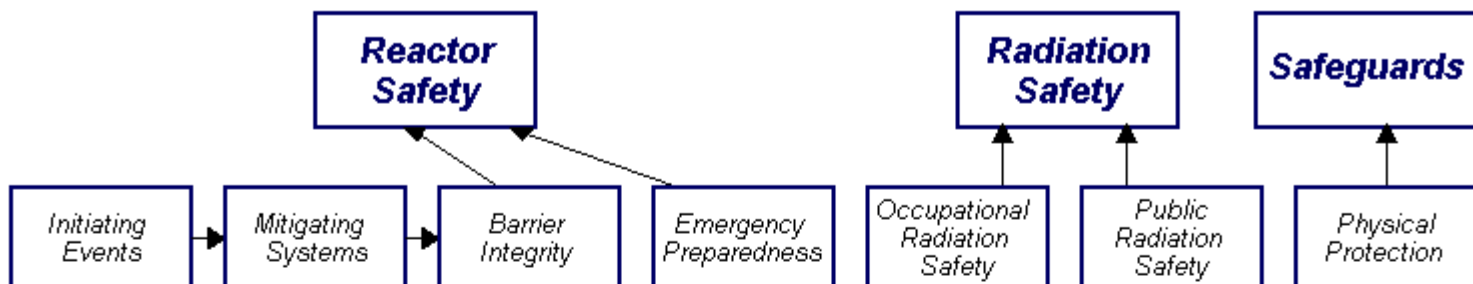 Reactor
Safety
Radiation
Safety
Safeguards
Initiating
Events
Mitigating
Systems
Barrier
Integrity
Emergency
Preparedness
Occupational
Radiation
Safety
Public
Radiation
Safety
Physical
Protection